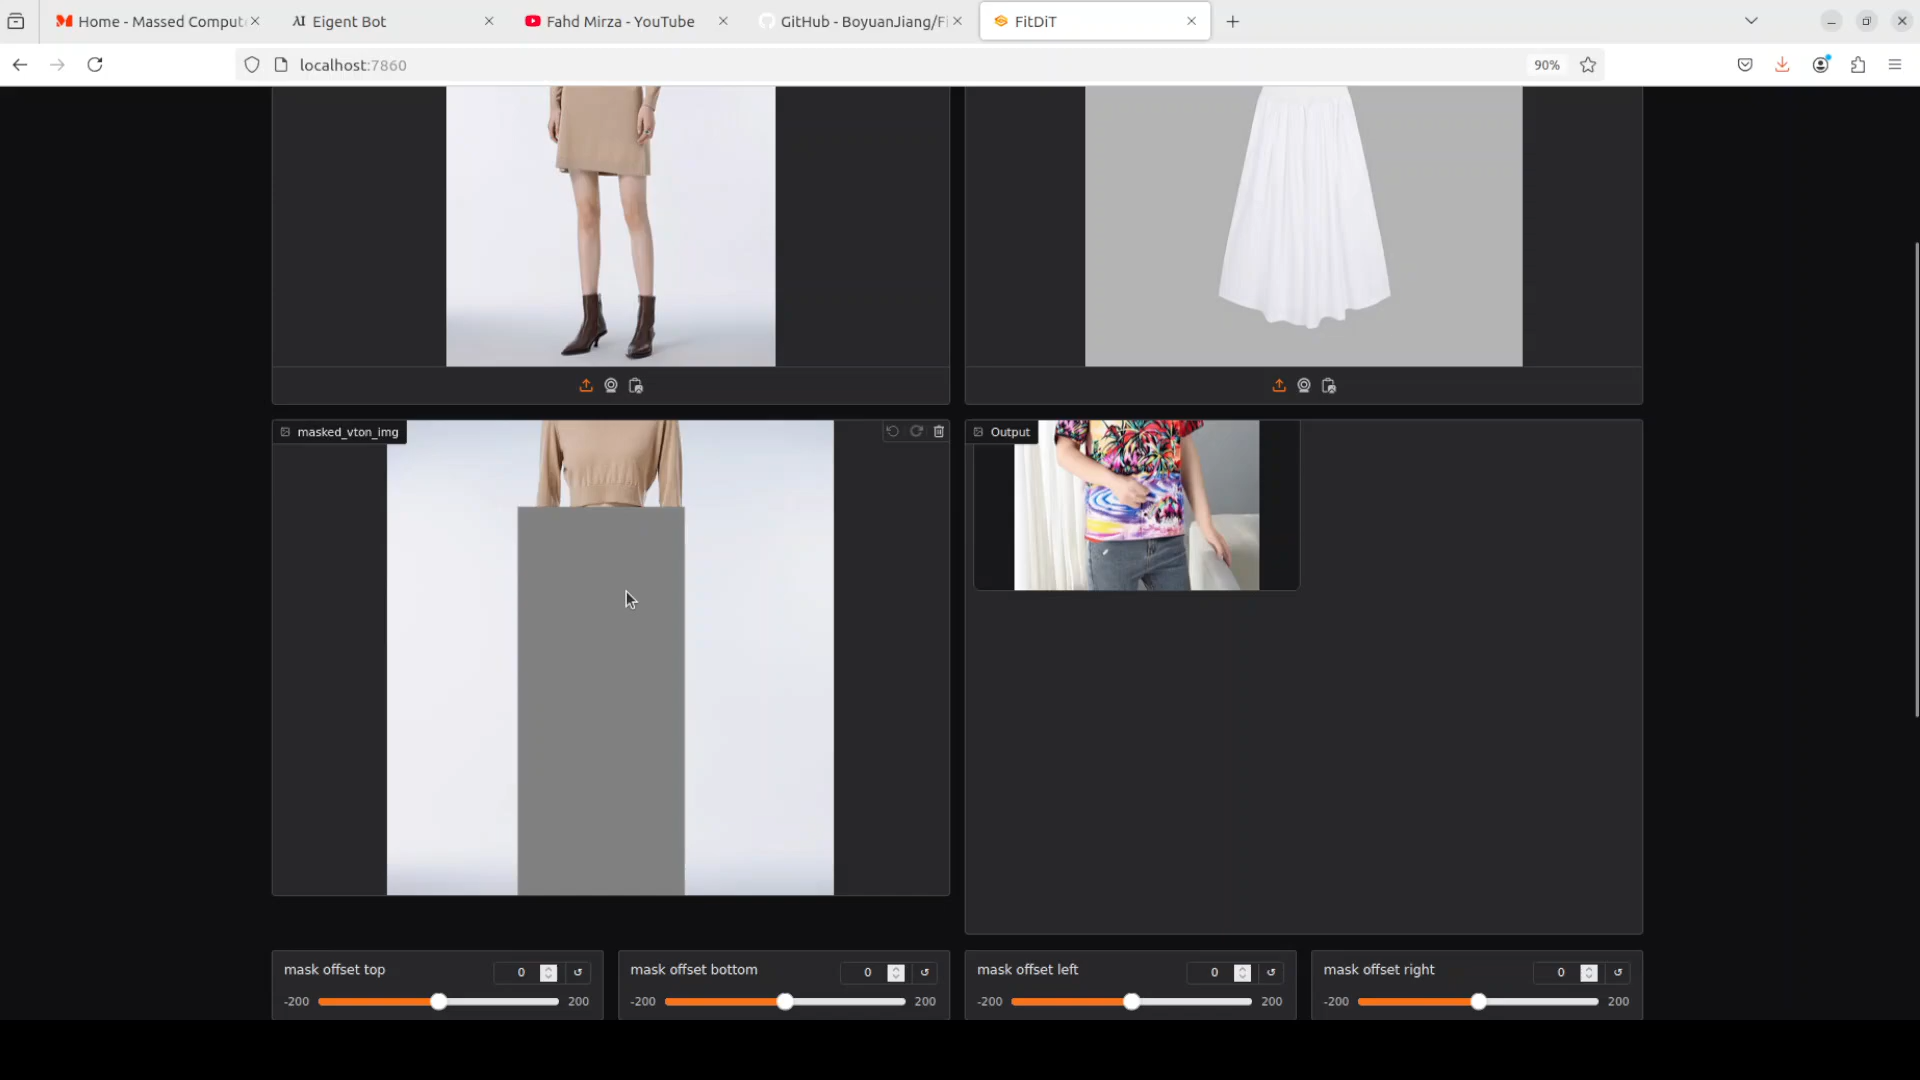 Home - Massed Comput
AI Eigent Bot
Fahd Mirza - YouTube
GitHub - BoyuanJiang/Fi
FitDiT
localhost:7860
90%
masked_vton_img
Output
mask offset top 0
-200 200
mask offset bottom 0
-200 200
mask offset left 0
-200 200
mask offset right 0
-200 200